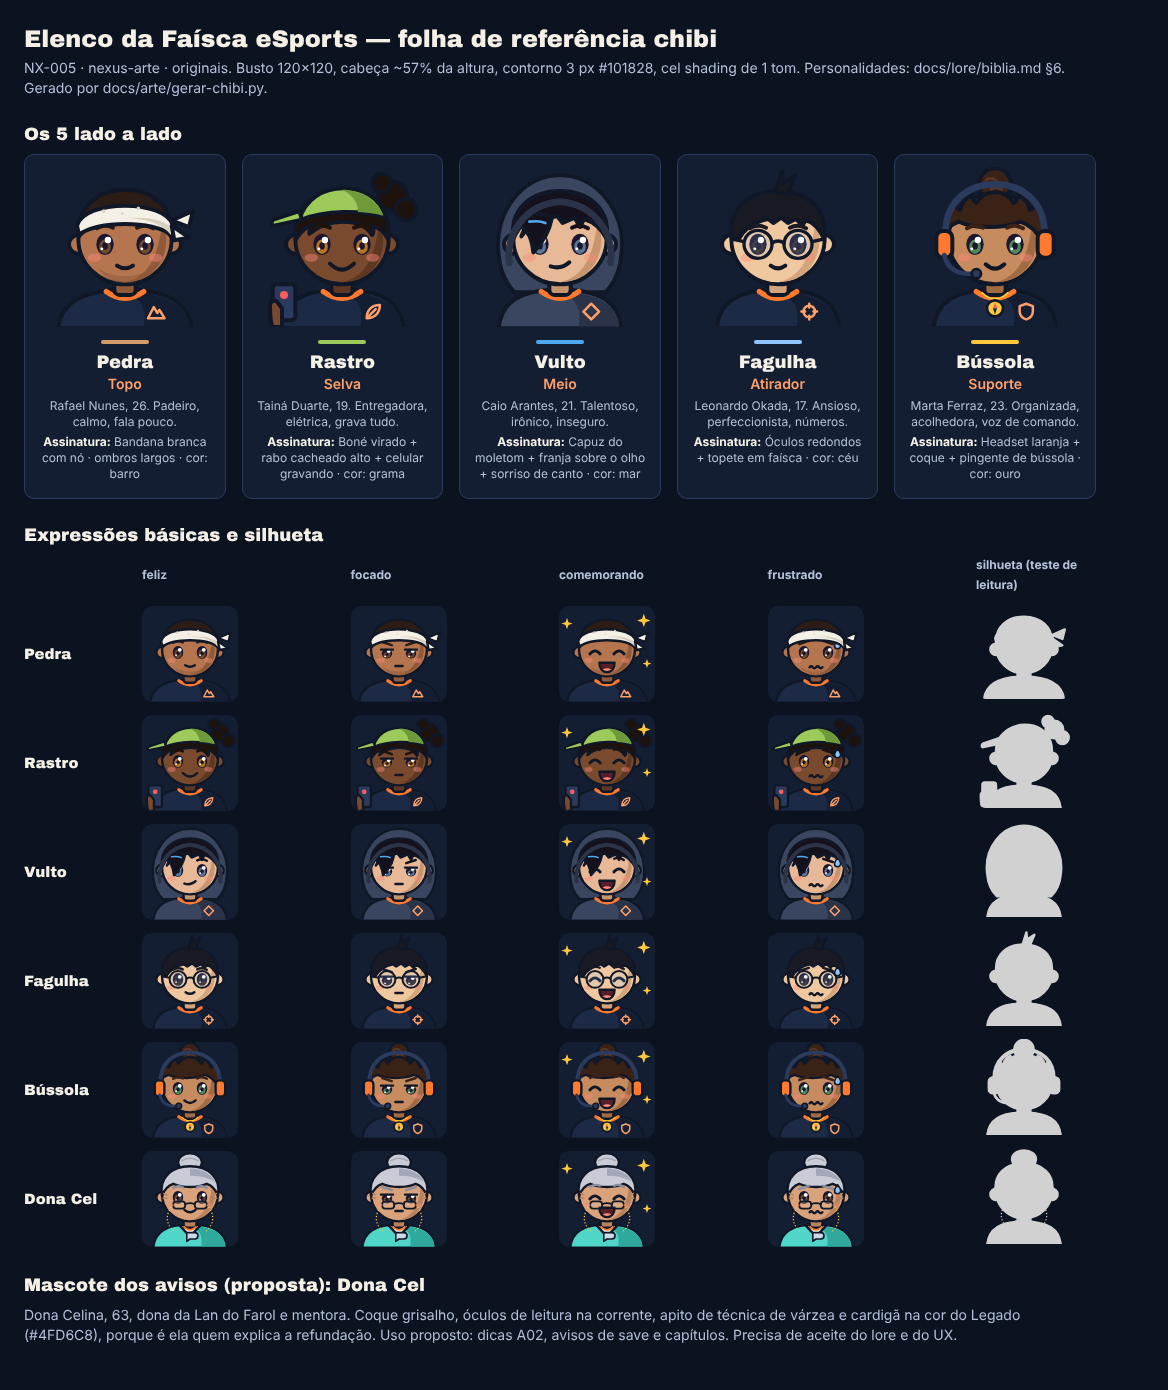 Elenco da Faísca eSports — folha de referência chibi
NX-005 · nexus-arte · originais. Busto 120×120, cabeça ~57% da altura, contorno 3 px #101828, cel shading de 1 tom. Personalidades: docs/lore/biblia.md §6.
Gerado por docs/arte/gerar-chibi.py.
Os 5 lado a lado
Pedra
Topo
Rafael Nunes, 26. Padeiro,
calmo, fala pouco.
Assinatura: Bandana branca
com nó · ombros largos · cor:
barro
Rastro
Selva
Tainá Duarte, 19. Entregadora,
elétrica, grava tudo.
Assinatura: Boné virado +
rabo cacheado alto + celular
gravando · cor: grama
Vulto
Meio
Caio Arantes, 21. Talentoso,
irônico, inseguro.
Assinatura: Capuz do
moletom + franja sobre o olho
+ sorriso de canto · cor: mar
Fagulha
Atirador
Leonardo Okada, 17. Ansioso,
perfeccionista, números.
Assinatura: Óculos redondos
+ topete em faísca · cor: céu
Bússola
Suporte
Marta Ferraz, 23. Organizada,
acolhedora, voz de comando.
Assinatura: Headset laranja +
coque + pingente de bússola ·
cor: ouro
Expressões básicas e silhueta
feliz
focado
comemorando
frustrado
silhueta (teste de
leitura)
Pedra
Rastro
Vulto
Fagulha
Bússola
Dona Cel
Mascote dos avisos (proposta): Dona Cel
Dona Celina, 63, dona da Lan do Farol e mentora. Coque grisalho, óculos de leitura na corrente, apito de técnica de várzea e cardigã na cor do Legado
(#4FD6C8), porque é ela quem explica a refundação. Uso proposto: dicas A02, avisos de save e capítulos. Precisa de aceite do lore e do UX.